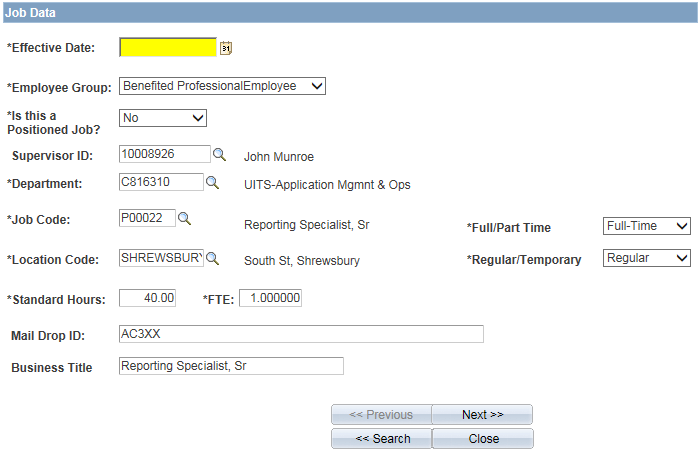 Job Data
*Effective Date:
31
*Employee Group: Benefited ProfessionalEmployee
*Is this a
Positioned Job? No
Supervisor ID: 10008926 John Munroe
*Department: C816310 UITS-Application Mgmnt & Ops
*Job Code: P00022 Reporting Specialist, Sr *Full/Part Time Full-Time
*Location Code: SHREWSBURY South St, Shrewsbury *Regular/Temporary Regular
*Standard Hours: 40.00 *FTE: 1.000000
Mail Drop ID: AC3XX
Business Title Reporting Specialist, Sr
<< Previous Next >>
<< Search Close